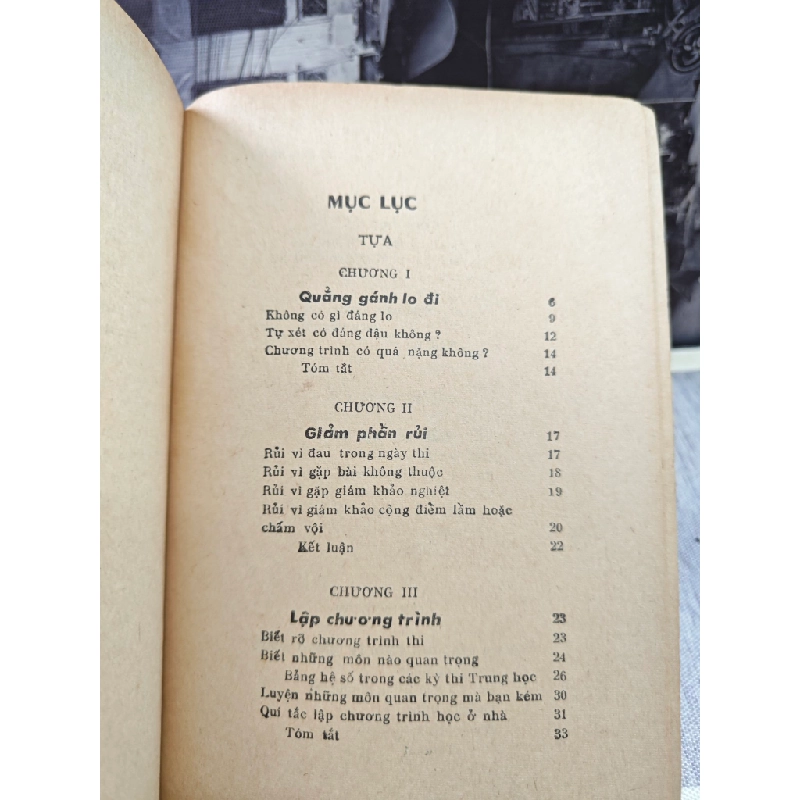 MỤC LỤC
TỰA
CHƯƠNG I
Quẳng gánh lo đi 6
Không có gì đáng lo 9
Tự xét có đáng đậu không? 12
Chương trình có quá nặng không? 14
Tóm tắt 14
CHƯƠNG II
Giảm phần rủi 17
Rủi vì đau trong ngày thi 17
Rủi vì gặp bài không thuộc 18
Rủi vì gặp giám khảo nghiệt 19
Rủi vì giám khảo cộng điểm lầm hoặc
chấm vội 20
Kết luận 22
CHƯƠNG III
Lập chương trình 23
Biết rõ chương trình thi 23
Biết những môn nào quan trọng 24
Bảng hệ số trong các kỳ thi Trung học 26
Luyện những môn quan trọng mà bạn kém 30
Qui tắc lập chương trình học ở nhà 31
Tóm tắt 33